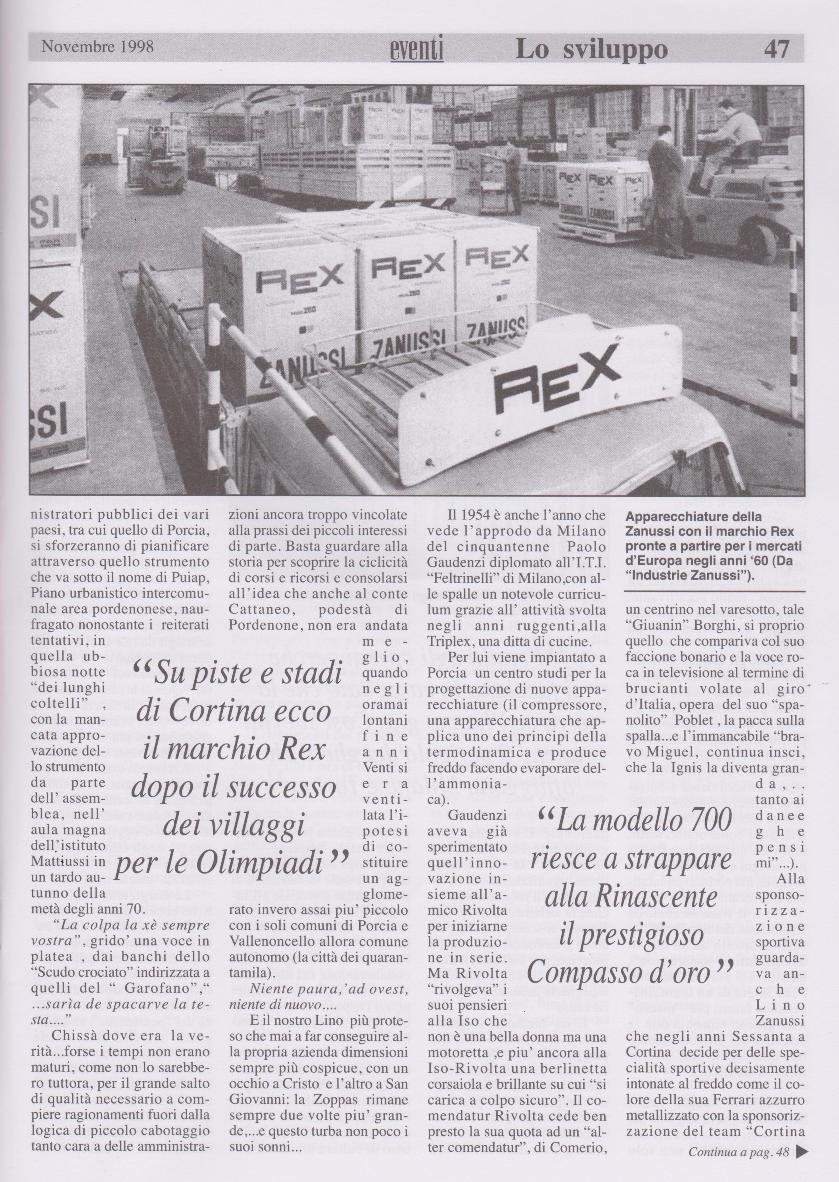 Novembre 1998
eventi
Lo sviluppo
47
REX
ZANUSSI
REX
ZANUSSI
REX
ZANUSSI
REX
REX
REX
ZANUSSI
nistratori pubblici dei vari
paesi, tra cui quello di Porcia,
si sforzeranno di pianificare
attraverso quello strumento
che va sotto il nome di Puiap,
Piano urbanistico intercomu-
nale area pordenonese, nau-
fragato nonostante i reiterati
tentativi, in
quella ub-
biosa notte
“dei lunghi
coltelli” ,
con la man-
cata appro-
vazione del-
lo strumento
da parte
dell’ assem-
blea, nell’
aula magna
dell,’istituto
Mattiussi in
un tardo au-
tunno della
metà degli anni 70.
“La colpa la xè sempre
vostra”, grido’ una voce in
platea , dai banchi dello
“Scudo crociato” indirizzata a
quelli del “ Garofano”,“
...sarìa de spacarve la te-
sta....”
Chissà dove era la ve-
rità...forse i tempi non erano
maturi, come non lo sarebbe-
ro tuttora, per il grande salto
di qualità necessario a com-
piere ragionamenti fuori dalla
logica di piccolo cabotaggio
tanto cara a delle amministra-
“Su piste e stadi
di Cortina ecco
il marchio Rex
dopo il successo
dei villaggi
per le Olimpiadi”
zioni ancora troppo vincolate
alla prassi dei piccoli interessi
di parte. Basta guardare alla
storia per scoprire la ciclicità
di corsi e ricorsi e consolarsi
all’idea che anche al conte
Cattaneo, podestà di
Pordenone, non era andata
me-
glio,
quando
negli
oramai
lontani
fine
anni
Venti si
era
venti-
lata l’i-
potesi
di co-
stituire
un ag-
glome-
rato invero assai piu’ piccolo
con i soli comuni di Porcia e
Vallenoncello allora comune
autonomo (la città dei quaran-
tamila).
Niente paura,’ad ovest,
niente di nuovo....
E il nostro Lino più prote-
so che mai a far conseguire al-
la propria azienda dimensioni
sempre più cospicue, con un
occhio a Cristo e l’altro a San
Giovanni: la Zoppas rimane
sempre due volte piu’ gran-
de,...e questo turba non poco i
suoi sonni...
Il 1954 è anche l’anno che
vede l’approdo da Milano
del cinquantenne Paolo
Gaudenzi diplomato all’I.T.I.
“Feltrinelli” di Milano,con al-
le spalle un notevole curricu-
lum grazie all’ attività svolta
negli anni ruggenti,alla
Triplex, una ditta di cucine.
Per lui viene impiantato a
Porcia un centro studi per la
progettazione di nuove appa-
recchiature (il compressore,
una apparecchiatura che ap-
plica uno dei principi della
termodinamica e produce
freddo facendo evaporare del-
l’ammonia-
ca).
Gaudenzi
aveva già
sperimentato
quell’inno-
vazione in-
sieme all’a-
mico Rivolta
per iniziarne
la produzio-
ne in serie.
Ma Rivolta
“rivolgeva” i
suoi pensieri
alla Iso che
non è una bella donna ma una
motoretta ,e piu’ ancora alla
Iso-Rivolta una berlinetta
corsaiola e brillante su cui “si
carica a colpo sicuro”. Il co-
mendatur Rivolta cede ben
presto la sua quota ad un “al-
ter comendatur”, di Comerio,
“La modello 700
riesce a strappare
alla Rinascente
il prestigioso
Compasso d’oro”
Apparecchiature della
Zanussi con il marchio Rex
pronte a partire per i mercati
d’Europa negli anni ‘60 (Da
“Industrie Zanussi”).
un centrino nel varesotto, tale
“Giuanin” Borghi, si proprio
quello che compariva col suo
faccione bonario e la voce ro-
ca in televisione al termine di
brucianti volate al giro
d’Italia, opera del suo “spa-
nolito” Poblet , la pacca sulla
spalla...e l’immancabile “bra-
vo Miguel, continua insci,
che la Ignis la diventa gran-
da,..
tanto ai
danee
ghe
pensi
mi”...).
Alla
sponso-
rizza-
zione
sportiva
guarda-
va an-
che
Lino
Zanussi
che negli anni Sessanta a
Cortina decide per delle spe-
cialità sportive decisamente
intonate al freddo come il co-
lore della sua Ferrari azzurro
metallizzato con la sponsoriz-
zazione del team “Cortina
Continua a pag. 48